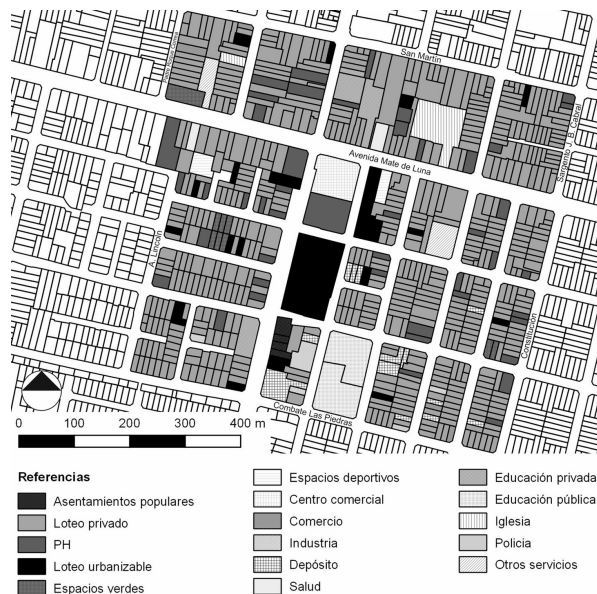 San Martín
Sargento J. B. Cabral
Avenida Mate de Luna
A. Lincoln
Constitución
Combate Las Piedras
0 100 200 300 400 m
Referencias
Asentamientos populares
Loteo privado
PH
Loteo urbanizable
Espacios verdes
Espacios deportivos
Centro comercial
Comercio
Industria
Depósito
Salud
Educación privada
Educación pública
Iglesia
Policia
Otros servicios